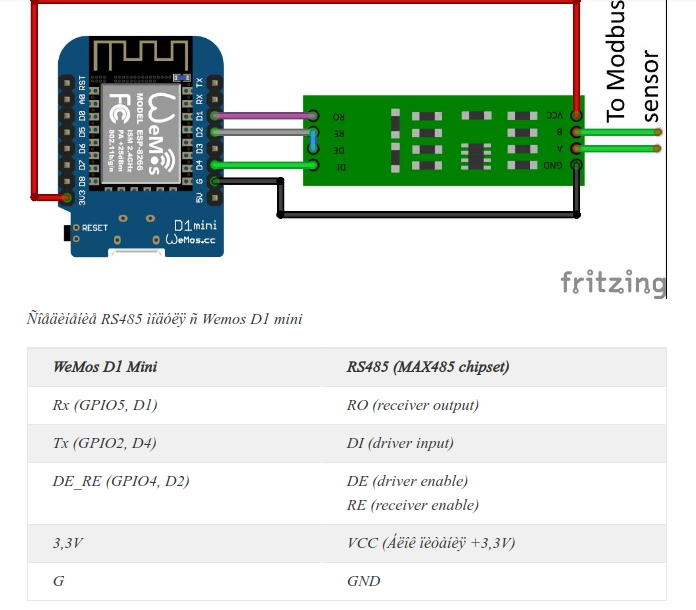 To Modbus
sensor
RST
A0
D0
D5
D6
D7
D8
3V3
TX
RX
D1
D2
D3
D4
G
5V
WeMos
MODEL ESP-8266
ISM 2.4GHz
PA +25dBm
802.11b/g/n
FC
RESET
D1mini
WeMos.cc
RO
RE
DE
DI
VCC
B
A
GND
fritzing
Ñîåäèíåíèå RS485 ìîäóëÿ ñ Wemos D1 mini
WeMos D1 Mini	RS485 (MAX485 chipset)
Rx (GPIO5, D1)	RO (receiver output)
Tx (GPIO2, D4)	DI (driver input)
DE_RE (GPIO4, D2)	DE (driver enable)
RE (receiver enable)
3,3V	VCC (Áëîê ïèòàíèÿ +3,3V)
G	GND